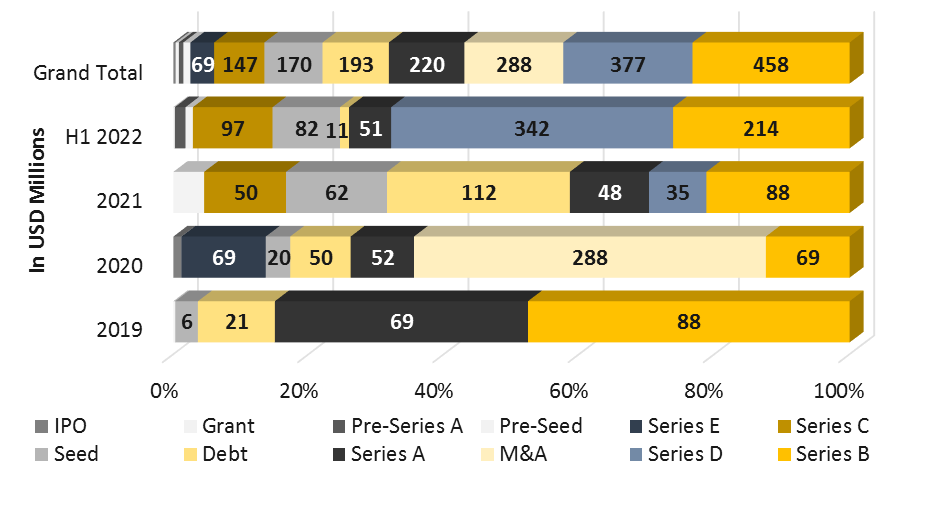 In USD Millions
Grand Total 69 147 170 193 220 288 377 458
H1 2022 97 82 11 51 342 214
2021 50 62 112 48 35 88
2020 69 20 50 52 288 69
2019 6 21 69 88
0% 20% 40% 60% 80% 100%
IPO Grant Pre-Series A Pre-Seed Series E Series C
Seed Debt Series A M&A Series D Series B